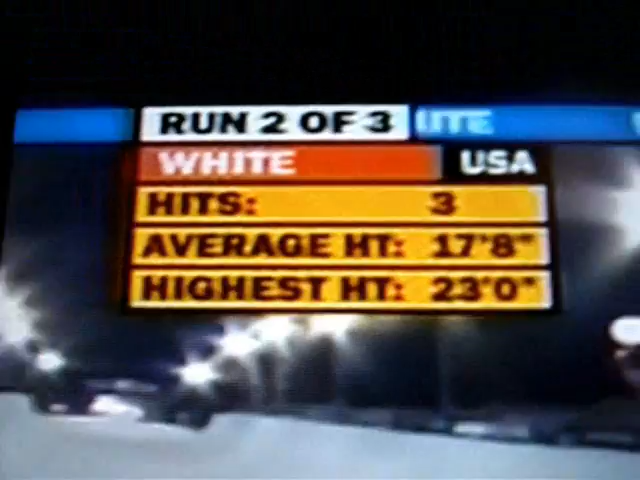 RUN 2 OF 3
WHITE USA
HITS: 3
AVERAGE HT: 17'8"
HIGHEST HT: 23'0"